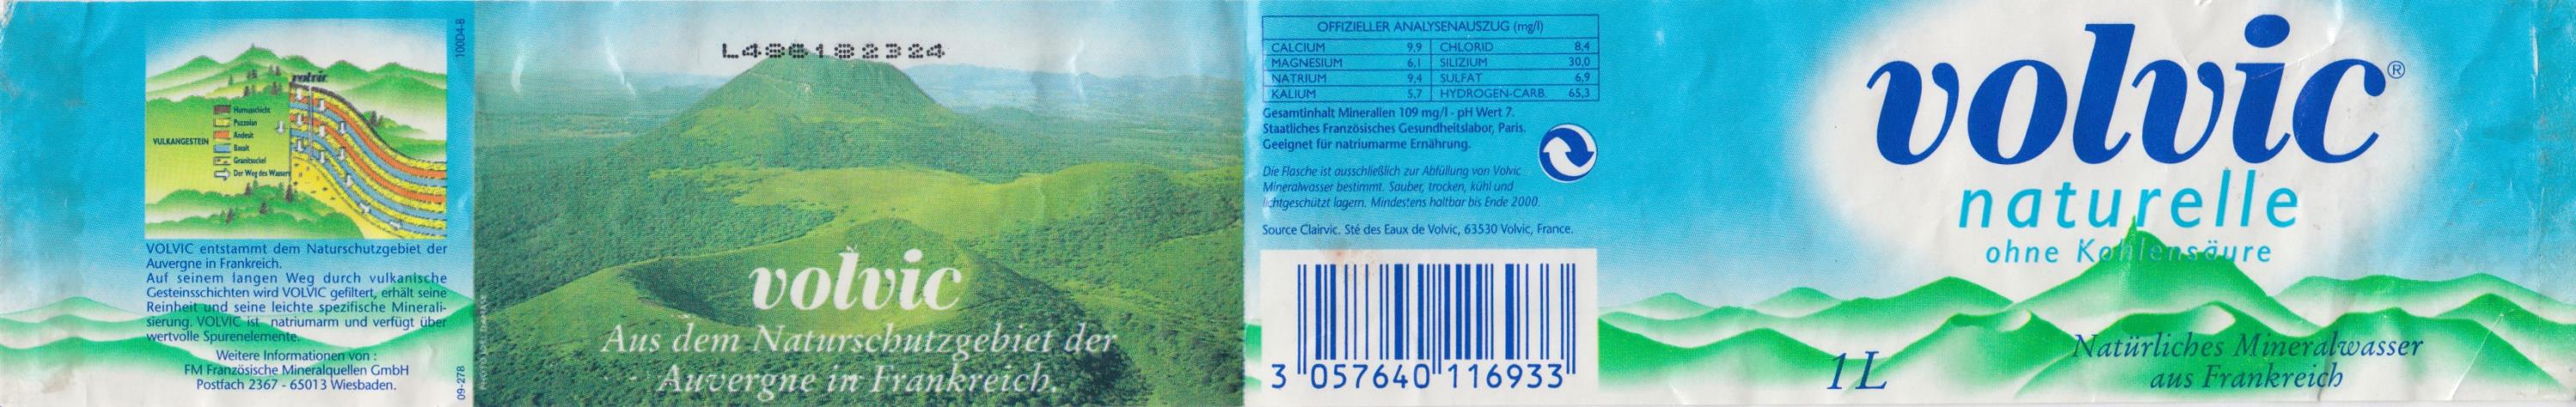 100D4-B
volvic
Humusschicht
Puzzolan
Andesit
VULKANGESTEIN
Basalt
Granitsockel
Der Weg des Wassers
VOLVIC entstammt dem Naturschutzgebiet der
Auvergne in Frankreich.
Auf seinem langen Weg durch vulkanische
Gesteinsschichten wird VOLVIC gefiltert, erhält seine
Reinheit und seine leichte spezifische Minerali-
sierung. VOLVIC ist natriumarm und verfügt über
wertvolle Spurenelemente.
Weitere Informationen von :
FM Französische Mineralquellen GmbH
Postfach 2367 - 65013 Wiesbaden.
09-278
volvic
Aus dem Naturschutzgebiet der
Auvergne in Frankreich.
OFFIZIELLER ANALYSENAUSZUG (mg/l)
CALCIUM 9,9 CHLORID 8,4
MAGNESIUM 6,1 SILIZIUM 30,0
NATRIUM 9,4 SULFAT 6,9
KALIUM 5,7 HYDROGEN-CARB. 65,3
Gesamtinhalt Mineralien 109 mg/l - pH Wert 7.
Staatliches Französisches Gesundheitslabor, Paris.
Geeignet für natriumarme Ernährung.
Die Flasche ist ausschließlich zur Abfüllung von Volvic
Mineralwasser bestimmt. Sauber, trocken, kühl und
lichtgeschützt lagern. Mindestens haltbar bis Ende 2000.
Source Clairvic. Sté des Eaux de Volvic, 63530 Volvic, France.
3 057640 116933
volvic®
naturelle
ohne Kohlensäure
1 L
Natürliches Mineralwasser
aus Frankreich